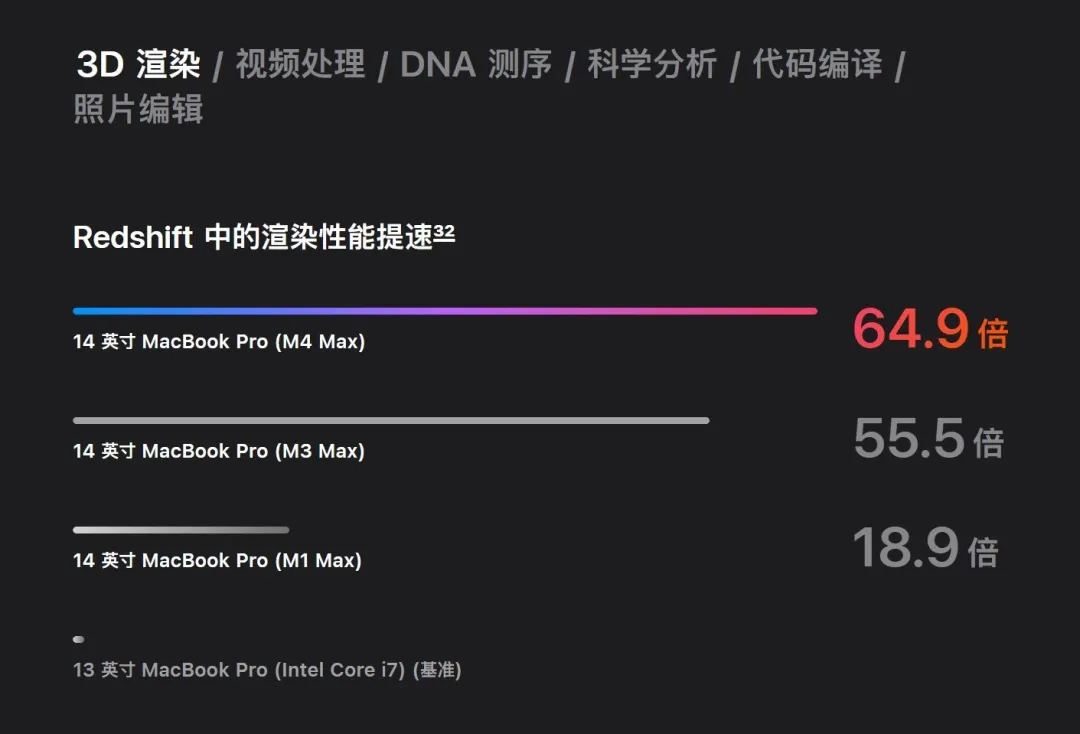 3D 渲染 / 视频处理 / DNA 测序 / 科学分析 / 代码编译 /
照片编辑
Redshift 中的渲染性能提速32
64.9 倍
14 英寸 MacBook Pro (M4 Max)
55.5 倍
14 英寸 MacBook Pro (M3 Max)
18.9 倍
14 英寸 MacBook Pro (M1 Max)
13 英寸 MacBook Pro (Intel Core i7) (基准)